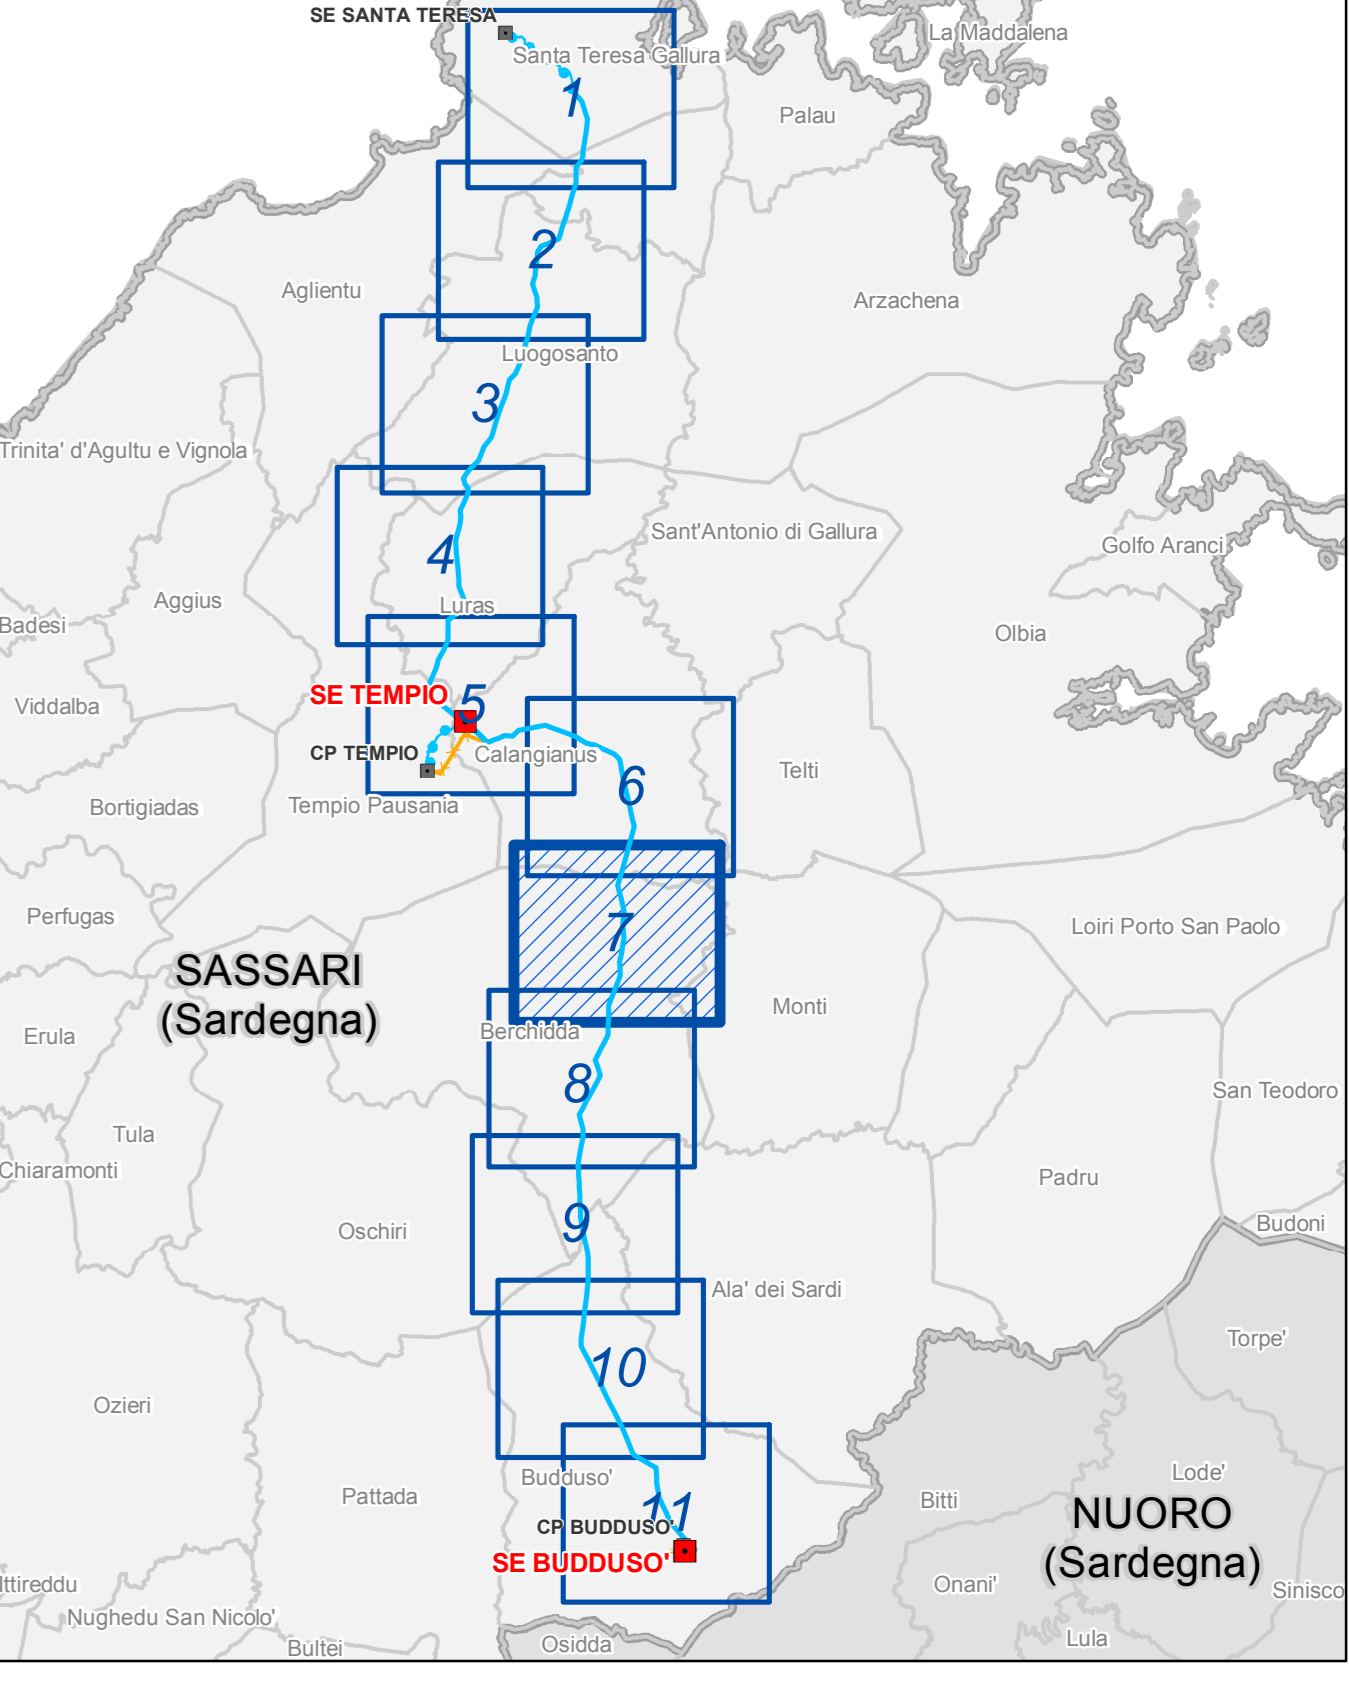 SE SANTA TERESA
La Maddalena
Santa Teresa Gallura
1
Palau
2
Aglientu
Arzachena
Luogosanto
3
Trinita' d'Agultu e Vignola
Sant'Antonio di Gallura
Golfo Aranci
4
Aggius
Luras
Badesi
Olbia
SE TEMPIO
5
Viddalba
CP TEMPIO
Calangianus
Telti
6
Bortigiadas
Tempio Pausania
Perfugas
Loiri Porto San Paolo
7
SASSARI
(Sardegna)
Monti
Erula
Berchidda
8
San Teodoro
Tula
Chiaramonti
Padru
9
Oschiri
Budoni
Ala' dei Sardi
Torpe'
10
Ozieri
Lode'
Budduso'
Pattada
Bitti
11
NUORO
(Sardegna)
CP BUDDUSO'
SE BUDDUSO'
Ittireddu
Onani'
Sinisco
Nughedu San Nicolo'
Bultei
Osidda
Lula